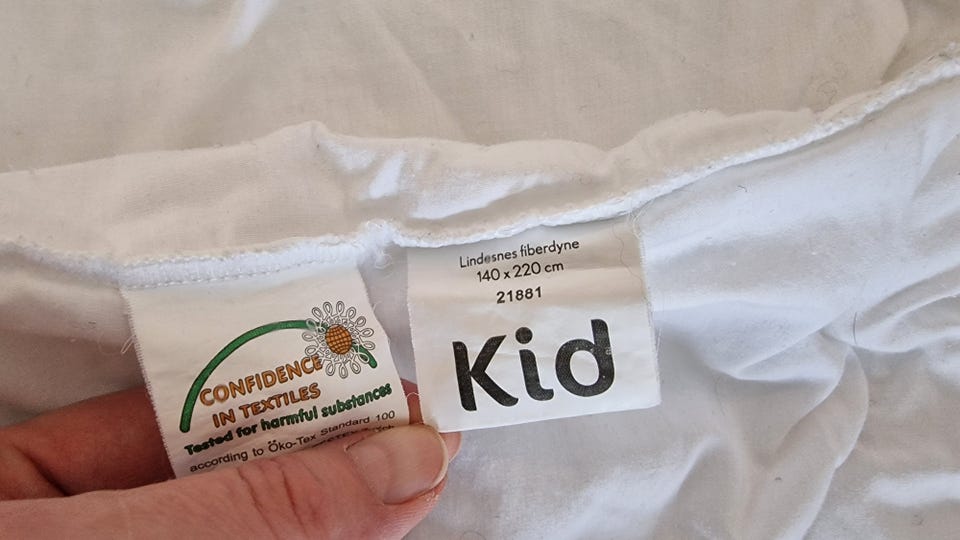 CONFIDENCE
IN TEXTILES
Tested for harmful substances
according to Öko-Tex Standard 100
Lindesnes fiberdyne
140 x 220 cm
21881
Kid